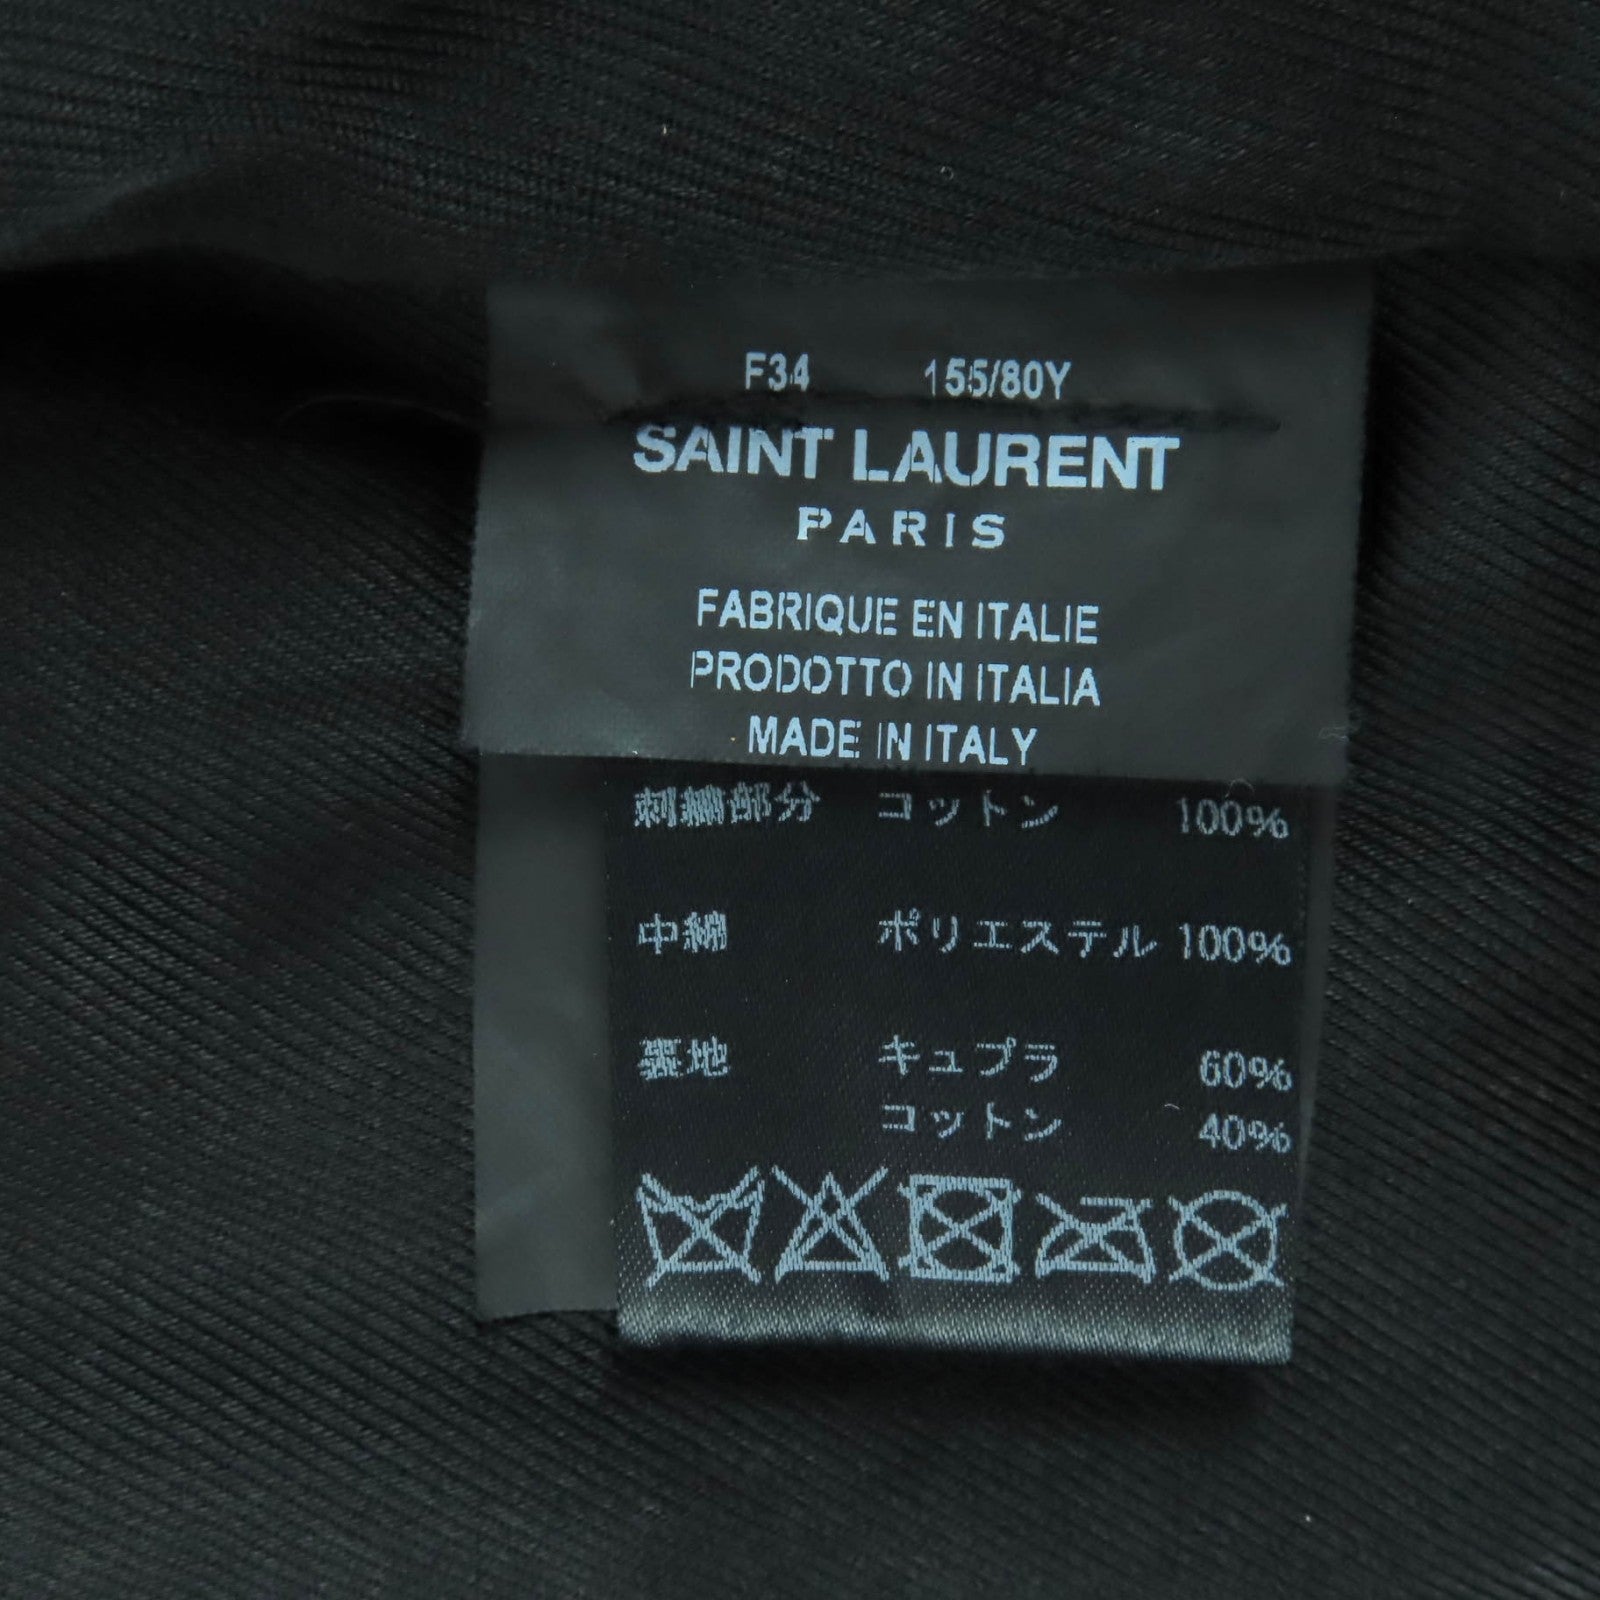 F34 155/80Y
SAINT LAURENT
PARIS
FABRIQUE EN ITALIE
PRODOTTO IN ITALIA
MADE IN ITALY
刺繍部分 コットン 100%
中綿 ポリエステル 100%
裏地 キュプラ 60%
コットン 40%